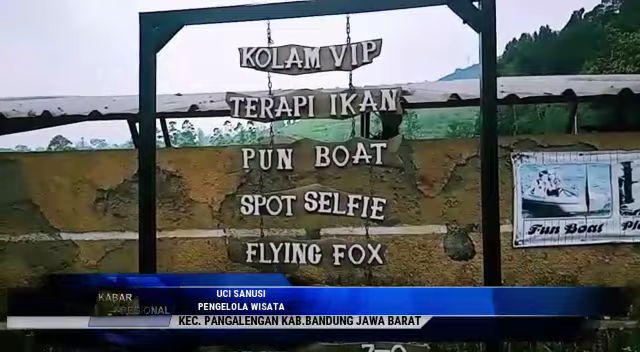 KOLAM VIP
TERAPI IKAN
PUN BOAT
SPOT SELFIE
FLYING FOX
Fun Boat
UCI SANUSI
PENGELOLA WISATA
KABAR
REGIONAL
KEC. PANGALENGAN KAB.BANDUNG JAWA BARAT